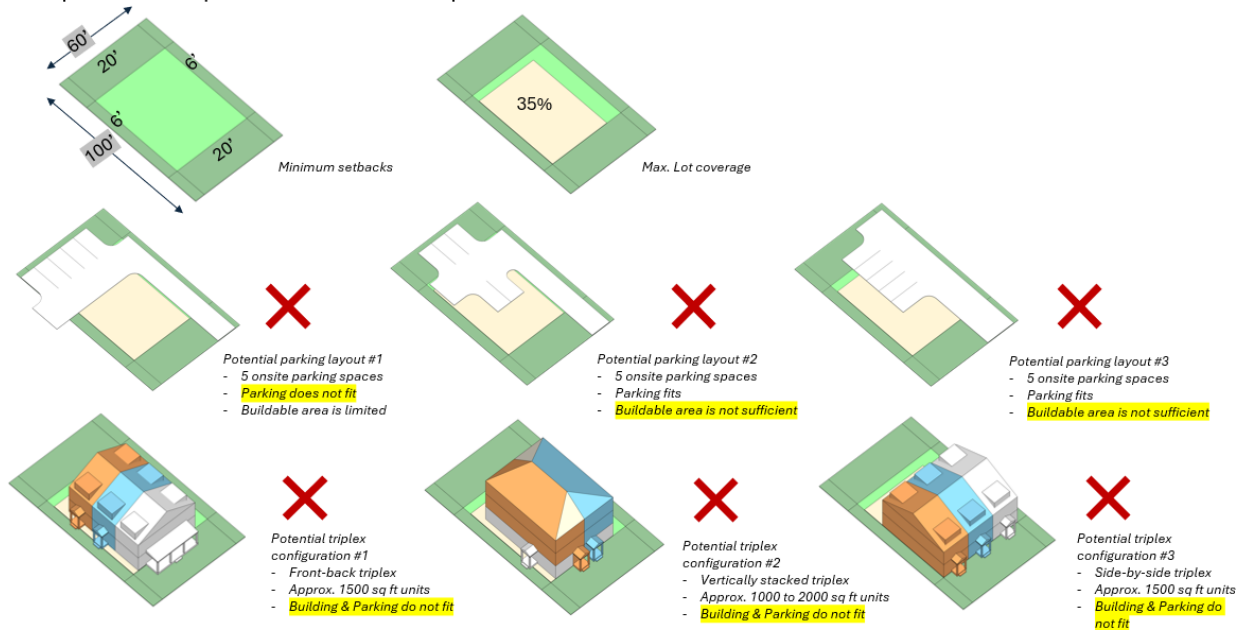 60’
20’
6’
6’
100’
20’
Minimum setbacks
35%
Max. Lot coverage
Potential parking layout #1
- 5 onsite parking spaces
- Parking does not fit
- Buildable area is limited
Potential parking layout #2
- 5 onsite parking spaces
- Parking fits
- Buildable area is not sufficient
Potential parking layout #3
- 5 onsite parking spaces
- Parking fits
- Buildable area is not sufficient
Potential triplex
configuration #1
- Front-back triplex
- Approx. 1500 sq ft units
- Building & Parking do not fit
Potential triplex
configuration #2
- Vertically stacked triplex
- Approx. 1000 to 2000 sq ft units
- Building & Parking do not fit
Potential triplex
configuration #3
- Side-by-side triplex
- Approx. 1500 sq ft units
- Building & Parking do
not fit